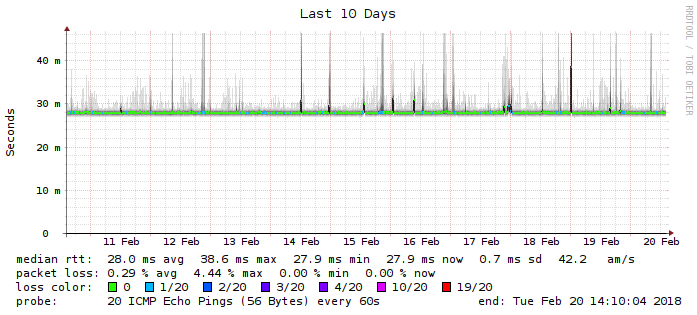 Last 10 Days
RRDTOOL / TOBI OETIKER
Seconds
40 m
30 m
20 m
10 m
0
11 Feb 12 Feb 13 Feb 14 Feb 15 Feb 16 Feb 17 Feb 18 Feb 19 Feb 20 Feb
median rtt: 28.0 ms avg 38.6 ms max 27.9 ms min 27.9 ms now 0.7 ms sd 42.2 am/s
packet loss: 0.29 % avg 4.44 % max 0.00 % min 0.00 % now
loss color: 0 1/20 2/20 3/20 4/20 10/20 19/20
probe: 20 ICMP Echo Pings (56 Bytes) every 60s end: Tue Feb 20 14:10:04 2018